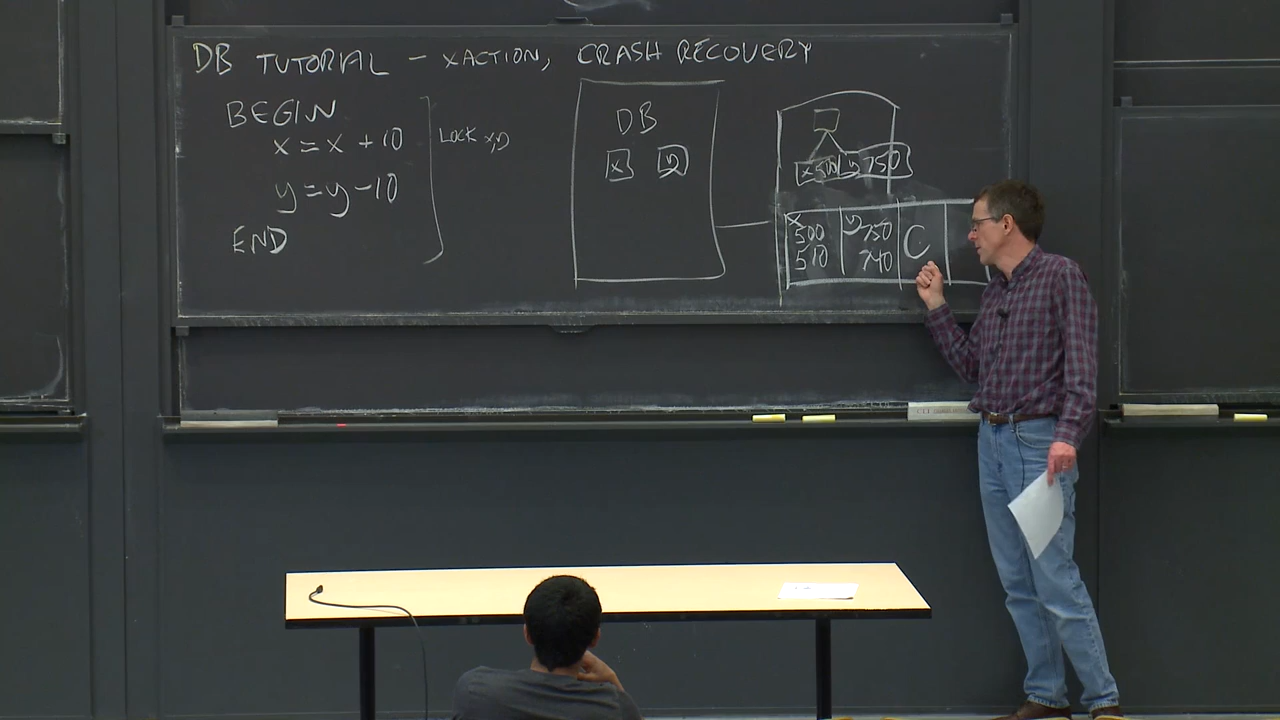 DB TUTORIAL – XACTION, CRASH RECOVERY
BEGIN
x = x + 10
y = y – 10
END
Lock x,y
DB
x y
x 500 y 750
x 500 510
y 750 740
C